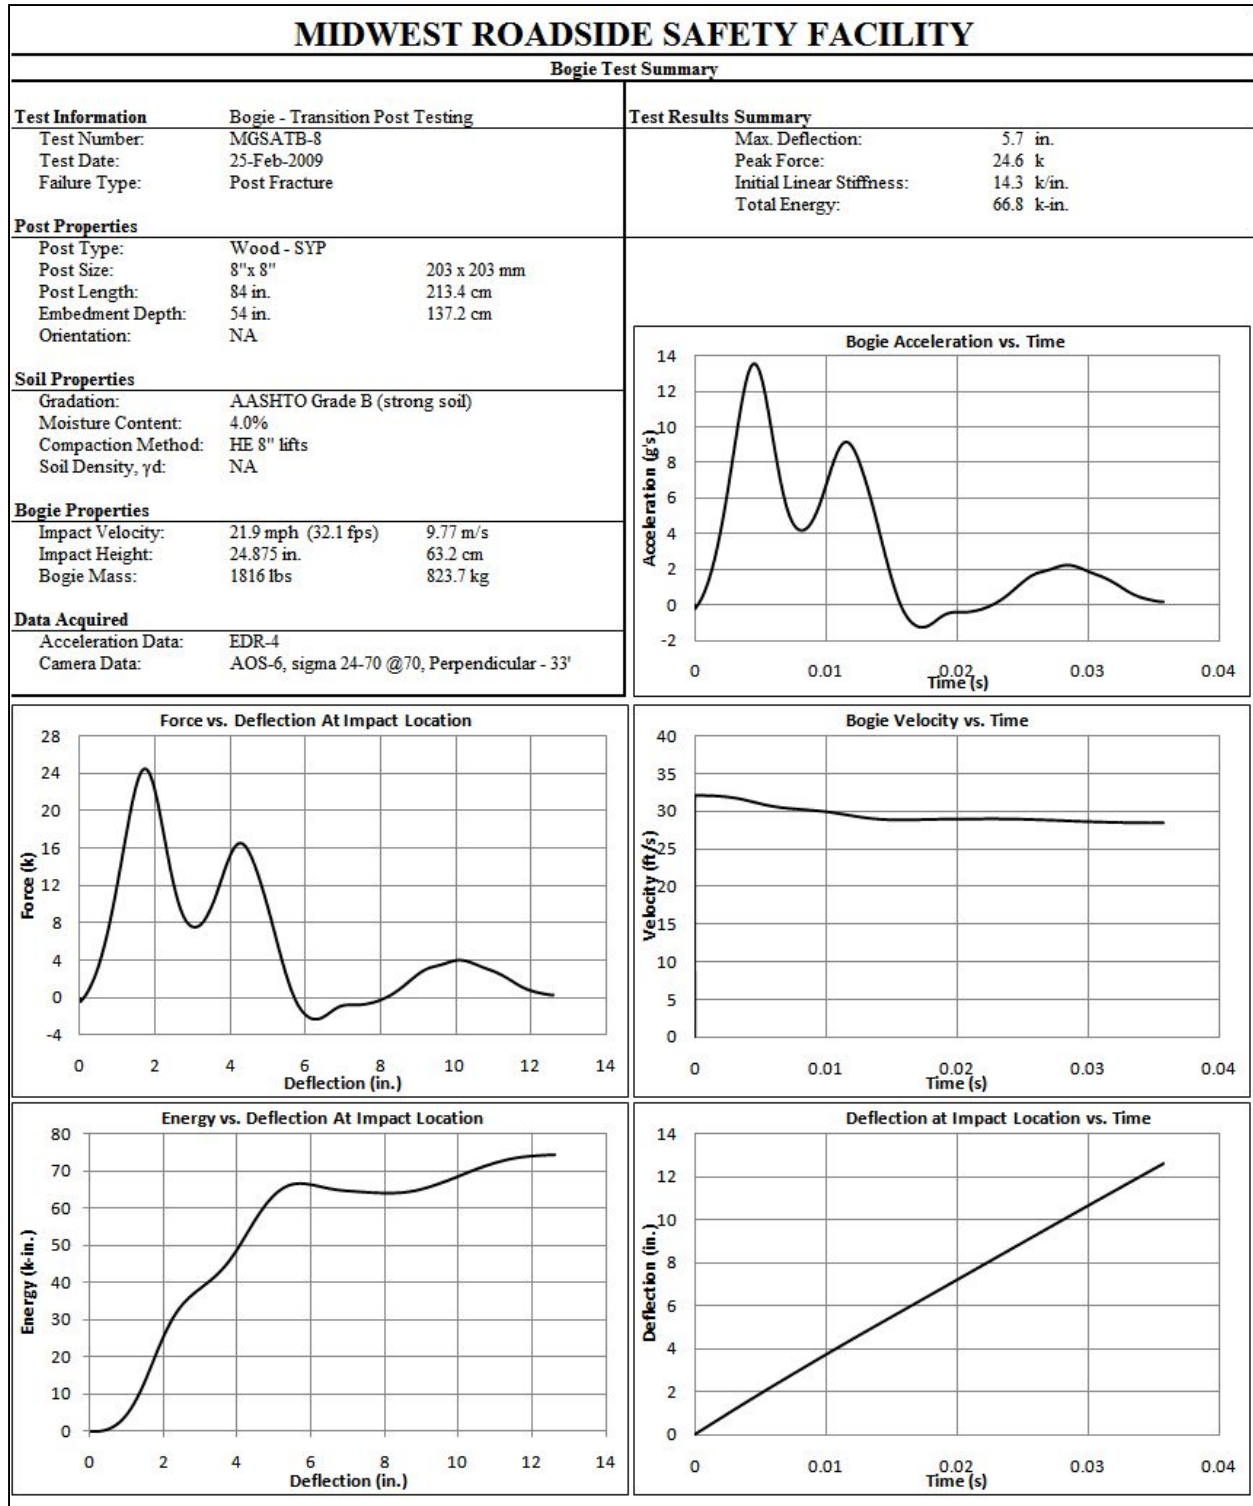 MIDWEST ROADSIDE SAFETY FACILITY
Bogie Test Summary
Test Information Bogie - Transition Post Testing
Test Number: MGSATB-8
Test Date: 25-Feb-2009
Failure Type: Post Fracture
Post Properties
Post Type: Wood - SYP
Post Size: 8"x 8" 203 x 203 mm
Post Length: 84 in. 213.4 cm
Embedment Depth: 54 in. 137.2 cm
Orientation: NA
Soil Properties
Gradation: AASHTO Grade B (strong soil)
Moisture Content: 4.0%
Compaction Method: HE 8" lifts
Soil Density, γd: NA
Bogie Properties
Impact Velocity: 21.9 mph (32.1 fps) 9.77 m/s
Impact Height: 24.875 in. 63.2 cm
Bogie Mass: 1816 lbs 823.7 kg
Data Acquired
Acceleration Data: EDR-4
Camera Data: AOS-6, sigma 24-70 @70, Perpendicular - 33'
Test Results Summary
Max. Deflection: 5.7 in.
Peak Force: 24.6 k
Initial Linear Stiffness: 14.3 k/in.
Total Energy: 66.8 k-in.
Bogie Acceleration vs. Time
Acceleration (g's)
14
12
10
8
6
4
2
0
-2
0 0.01 0.02 0.03 0.04
Time (s)
Force vs. Deflection At Impact Location
Force (k)
28
24
20
16
12
8
4
0
-4
0 2 4 6 8 10 12 14
Deflection (in.)
Bogie Velocity vs. Time
Velocity (ft/s)
40
35
30
25
20
15
10
5
0
0 0.01 0.02 0.03 0.04
Time (s)
Energy vs. Deflection At Impact Location
Energy (k-in.)
80
70
60
50
40
30
20
10
0
0 2 4 6 8 10 12 14
Deflection (in.)
Deflection at Impact Location vs. Time
Deflection (in.)
14
12
10
8
6
4
2
0
0 0.01 0.02 0.03 0.04
Time (s)